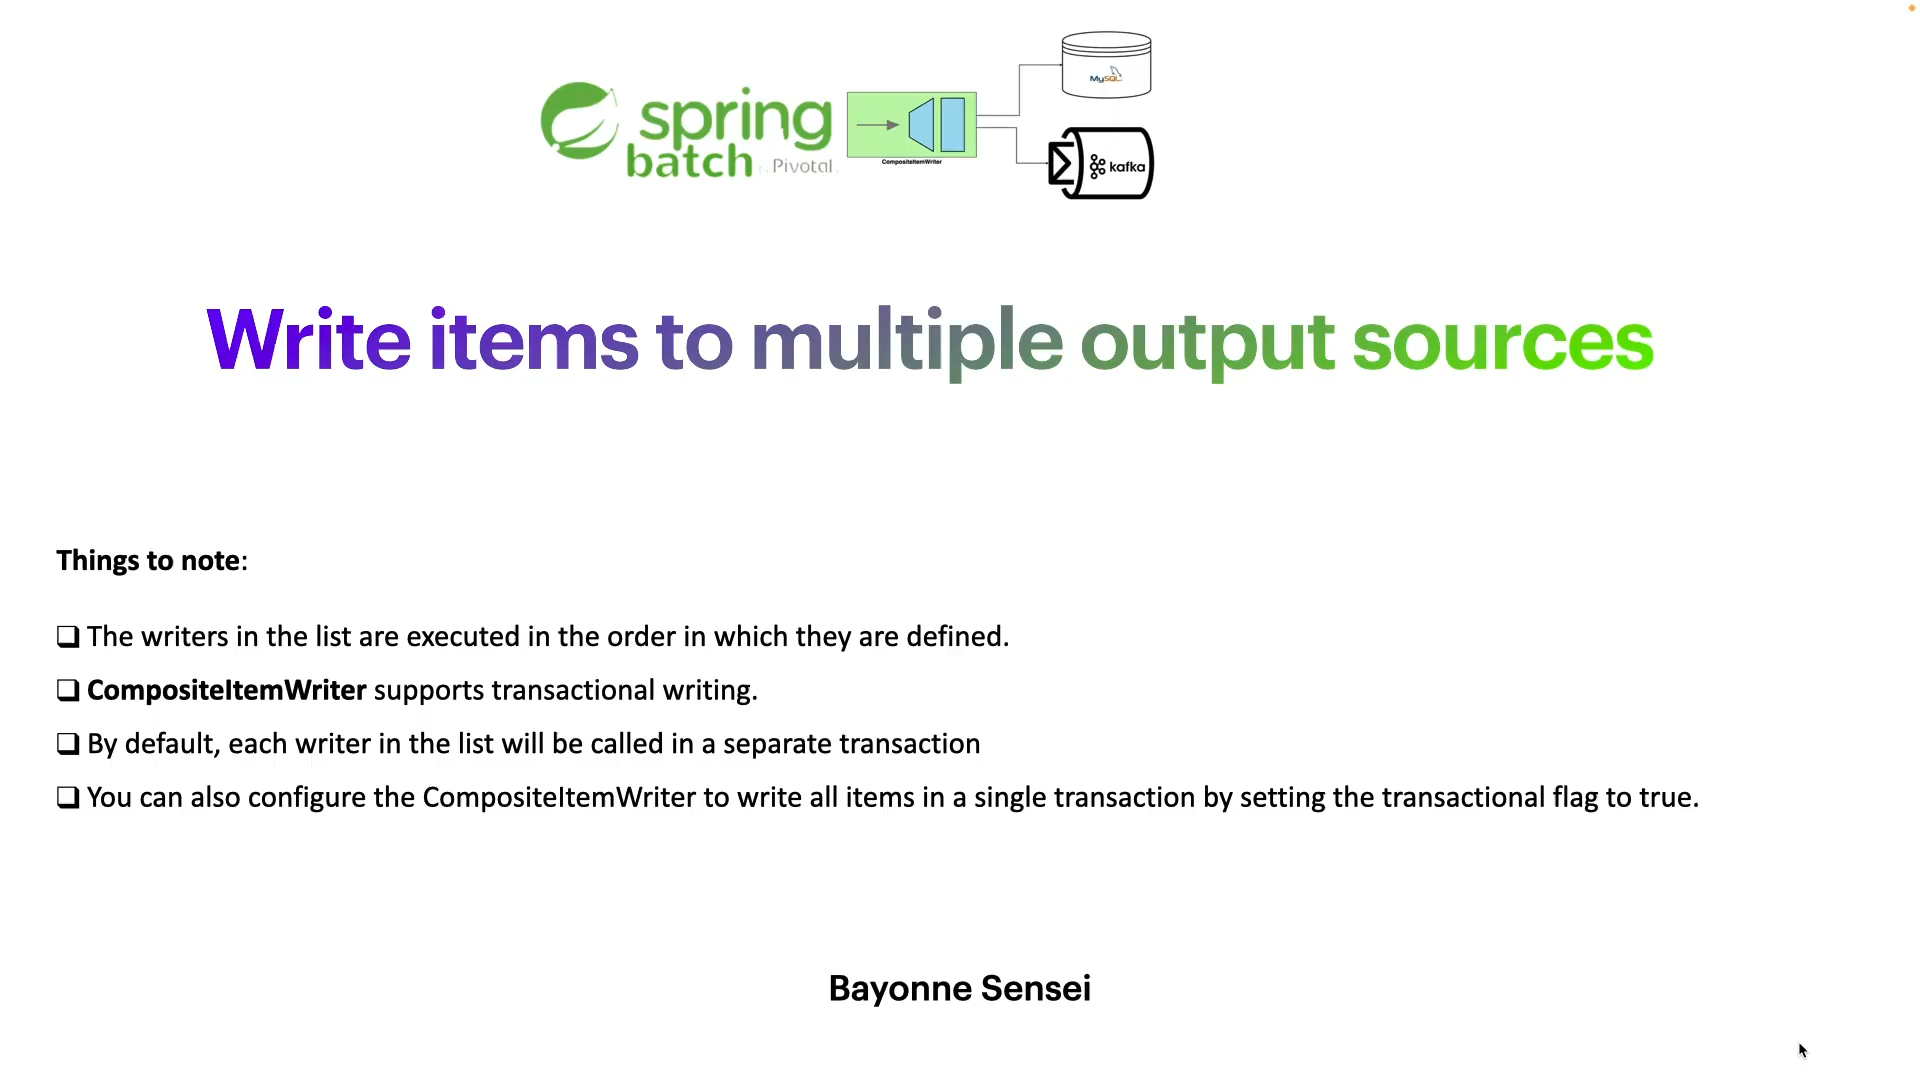 spring
batch
Pivotal
CompositeItemWriter
MySQL
kafka
Write items to multiple output sources
Things to note:
❑ The writers in the list are executed in the order in which they are defined.
❑ CompositeItemWriter supports transactional writing.
❑ By default, each writer in the list will be called in a separate transaction
❑ You can also configure the CompositeItemWriter to write all items in a single transaction by setting the transactional flag to true.
Bayonne Sensei